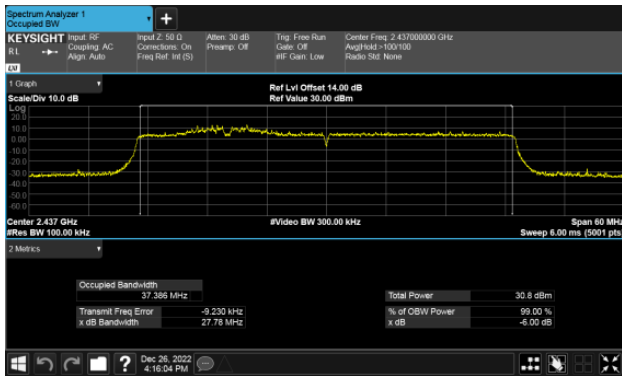 Spectrum Analyzer 1
Occupied BW
+
KEYSIGHT
Input: RF
Coupling: AC
Align: Auto
Input Z: 50 Ω
Corrections: On
Freq Ref: Int (S)
Atten: 30 dB
Preamp: Off
Trig: Free Run
Gate: Off
#IF Gain: Low
Center Freq: 2.437000000 GHz
Avg|Hold:>100/100
Radio Std: None
RL
LXI
1 Graph
Scale/Div 10.0 dB
Ref Lvl Offset 14.00 dB
Ref Value 30.00 dBm
Log
20.0
10.0
0.00
-10.0
-20.0
-30.0
-40.0
-50.0
-60.0
Center 2.437 GHz
#Video BW 300.00 kHz
Span 60 MHz
#Res BW 100.00 kHz
Sweep 6.00 ms (5001 pts)
2 Metrics
Occupied Bandwidth
37.386 MHz
Total Power 30.8 dBm
Transmit Freq Error -9.230 kHz
% of OBW Power 99.00 %
x dB Bandwidth 27.78 MHz
x dB -6.00 dB
?
Dec 26, 2022
4:16:04 PM